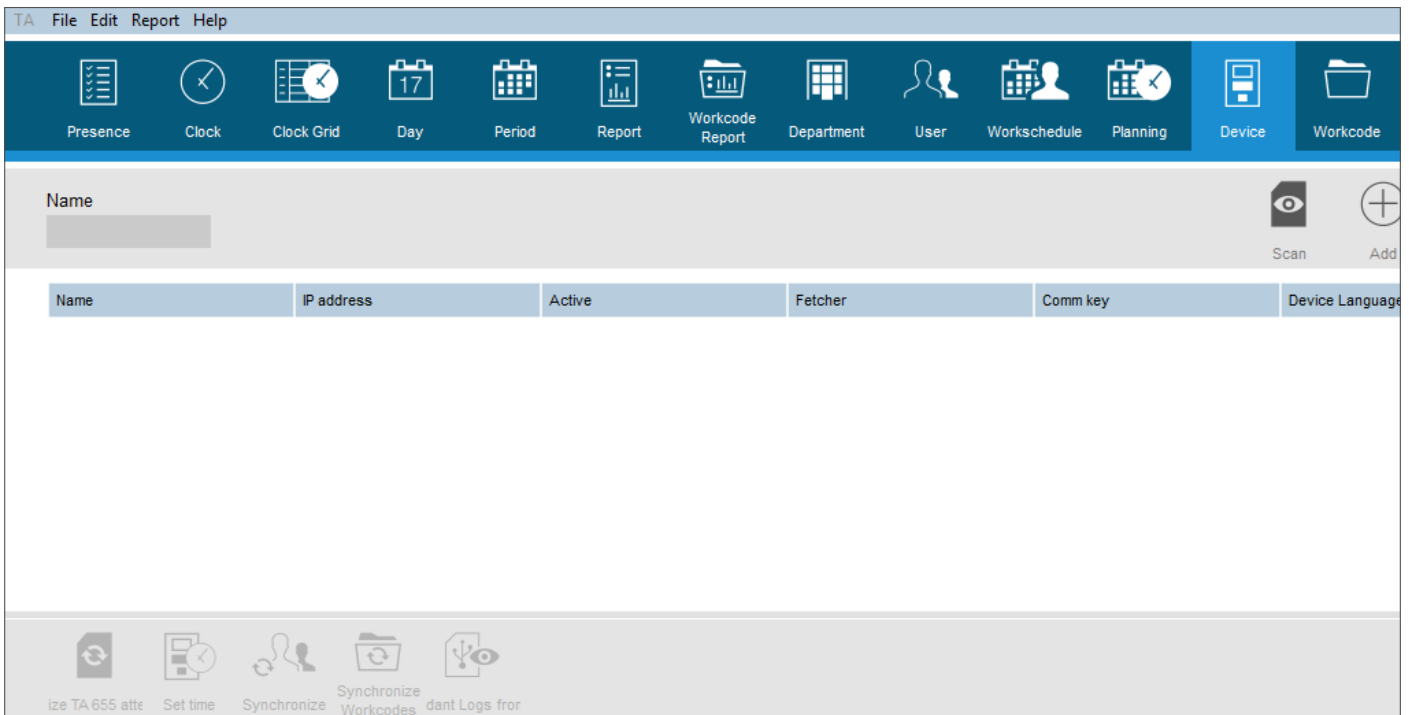 TA File Edit Report Help
17
Presence Clock Clock Grid Day Period Report Workcode Report Department User Workschedule Planning Device Workcode
Name
Scan Add
Name IP address Active Fetcher Comm key Device Language
ize TA 655 atte Set time Synchronize Synchronize Workcodes dant Logs fror